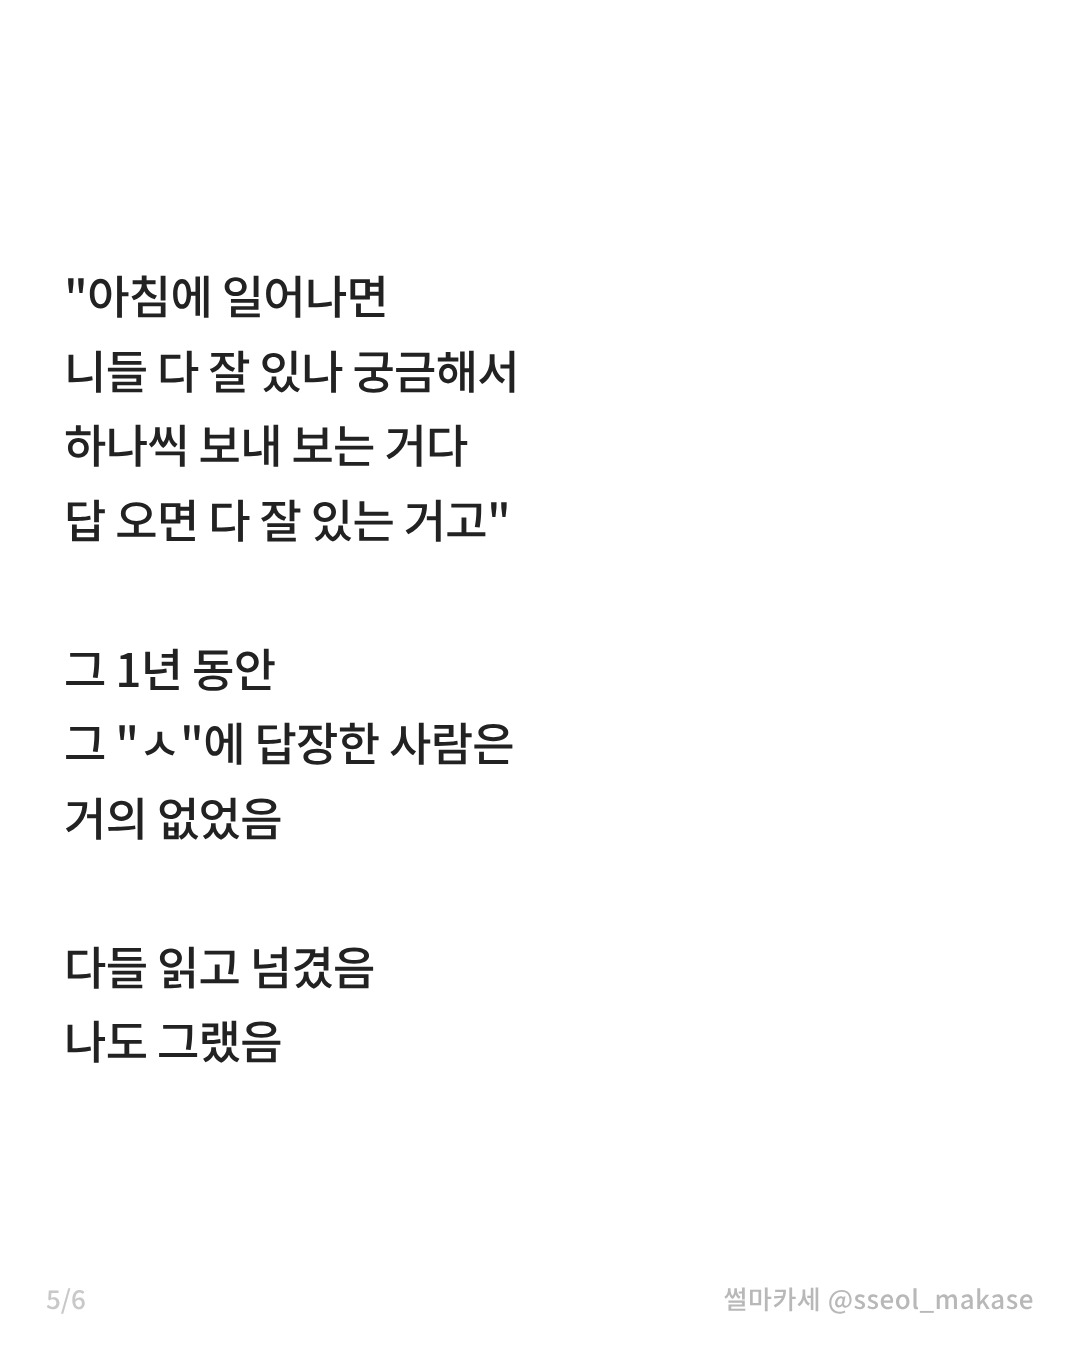 "아침에 일어나면
니들 다 잘 있나 궁금해서
하나씩 보내 보는 거다
답 오면 다 잘 있는 거고"
그 1년 동안
그 "ㅅ"에 답장한 사람은
거의 없었음
다들 읽고 넘겼음
나도 그랬음
5/6
썰마카세 @sseol_makase